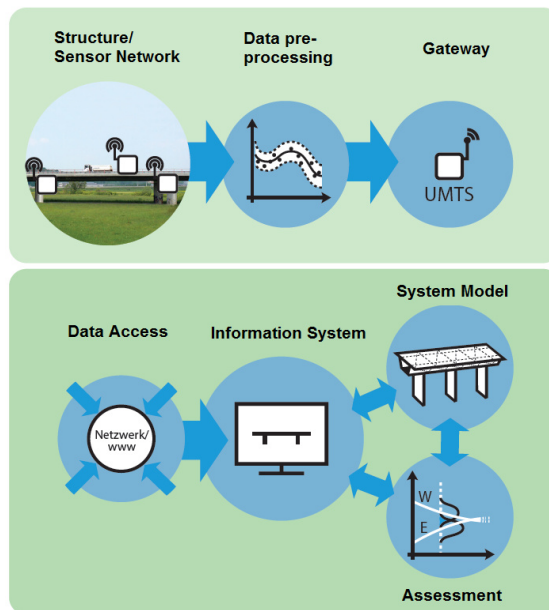 Structure/
Sensor Network
Data pre-
processing
Gateway
UMTS
System Model
Data Access
Information System
Netzwerk/
www
W
E
Assessment